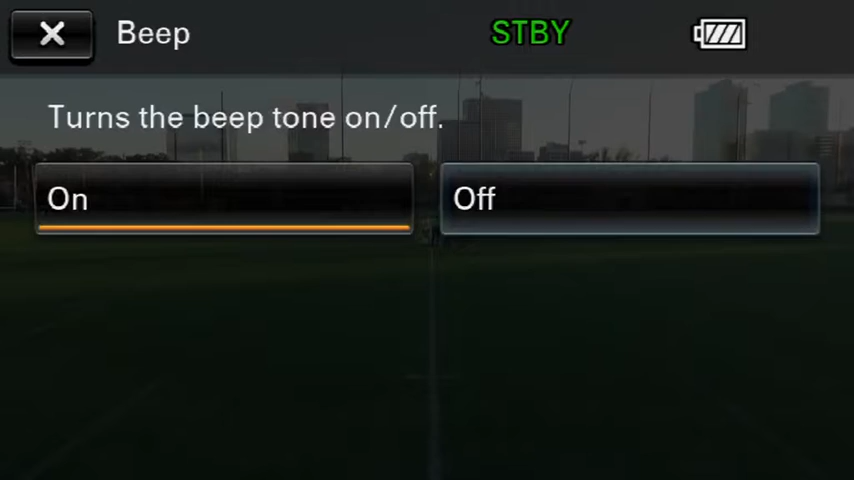 Beep
STBY
Turns the beep tone on/off.
On
Off